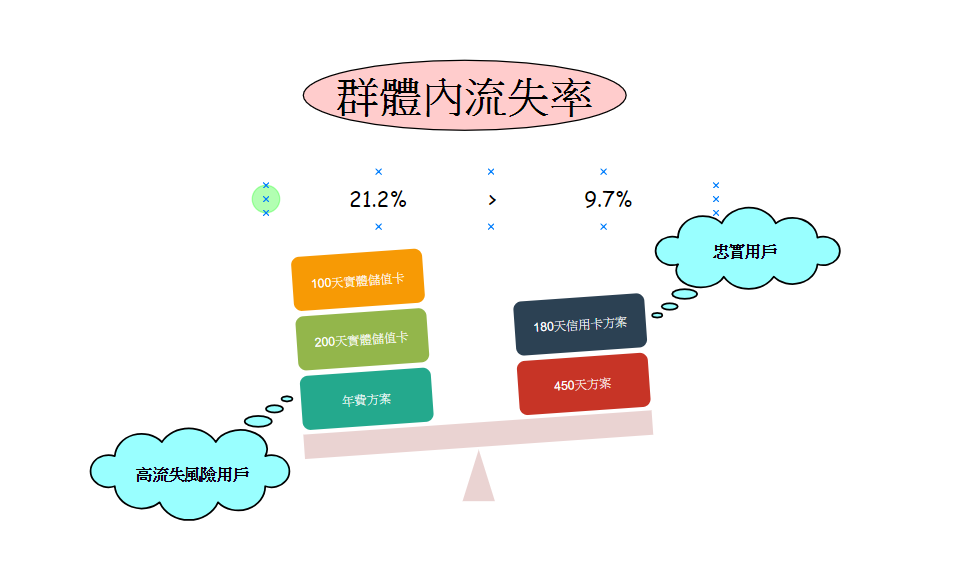 群體內流失率
21.2%
>
9.7%
忠實用戶
100天實體儲值卡
180天信用卡方案
200天實體儲值卡
450天方案
年費方案
高流失風險用戶